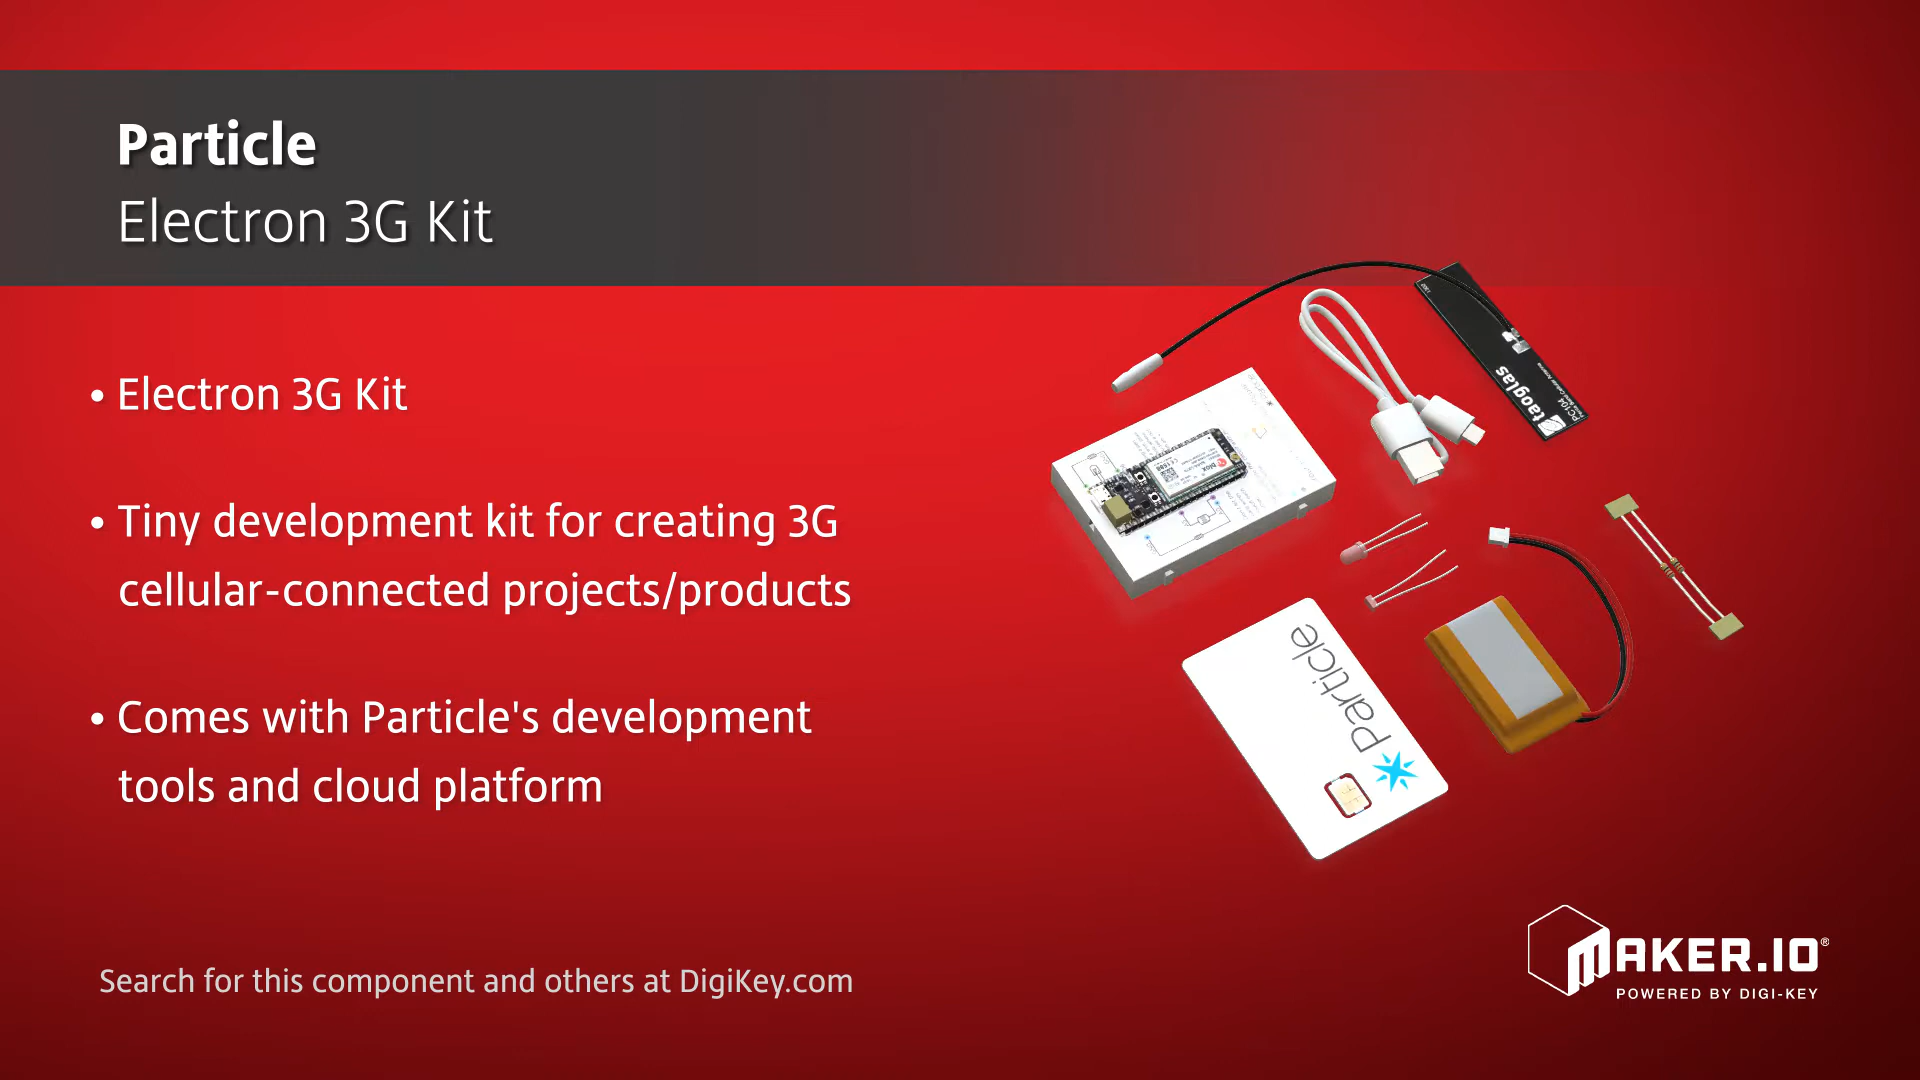 Particle
Electron 3G Kit
• Electron 3G Kit
• Tiny development kit for creating 3G
cellular-connected projects/products
• Comes with Particle's development
tools and cloud platform
Search for this component and others at DigiKey.com
taoglas
PC104
blox
Particle
MAKER.IO®
POWERED BY DIGI-KEY